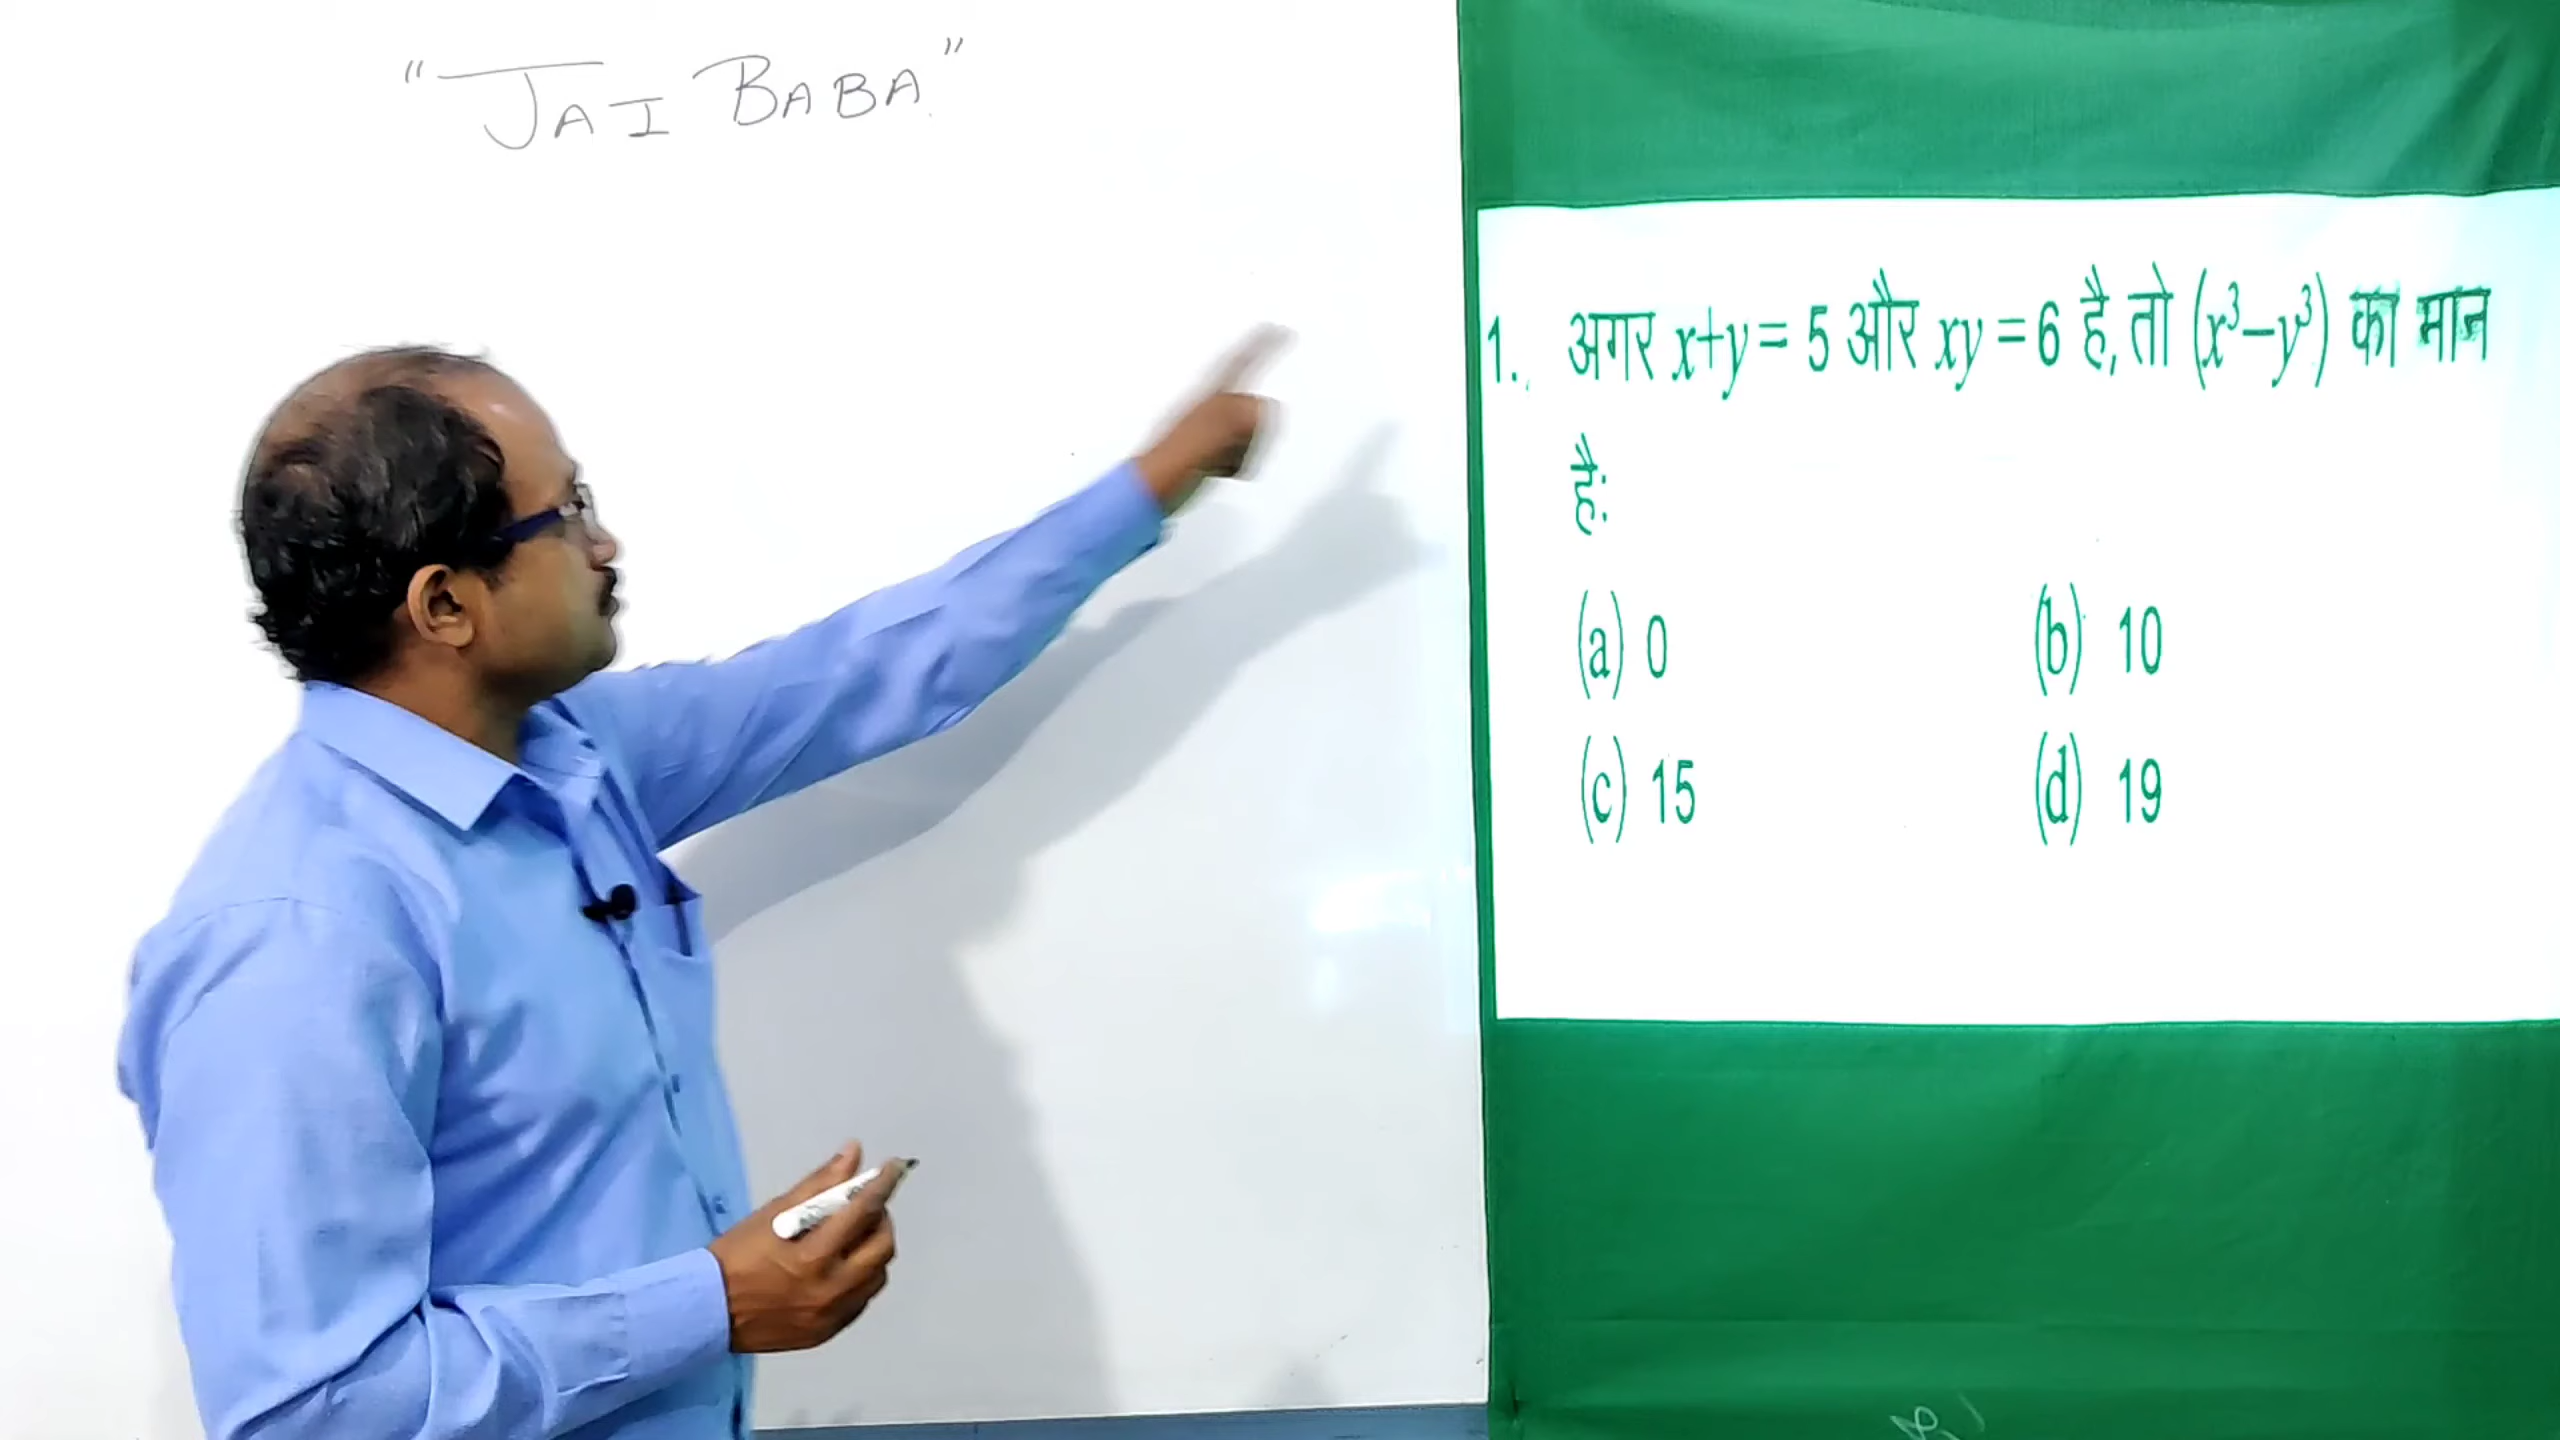 "JAI BABA"
1. अगर x+y = 5 और xy = 6 है, तो (x³–y³) का मान
है:
(a) 0 (b) 10
(c) 15 (d) 19